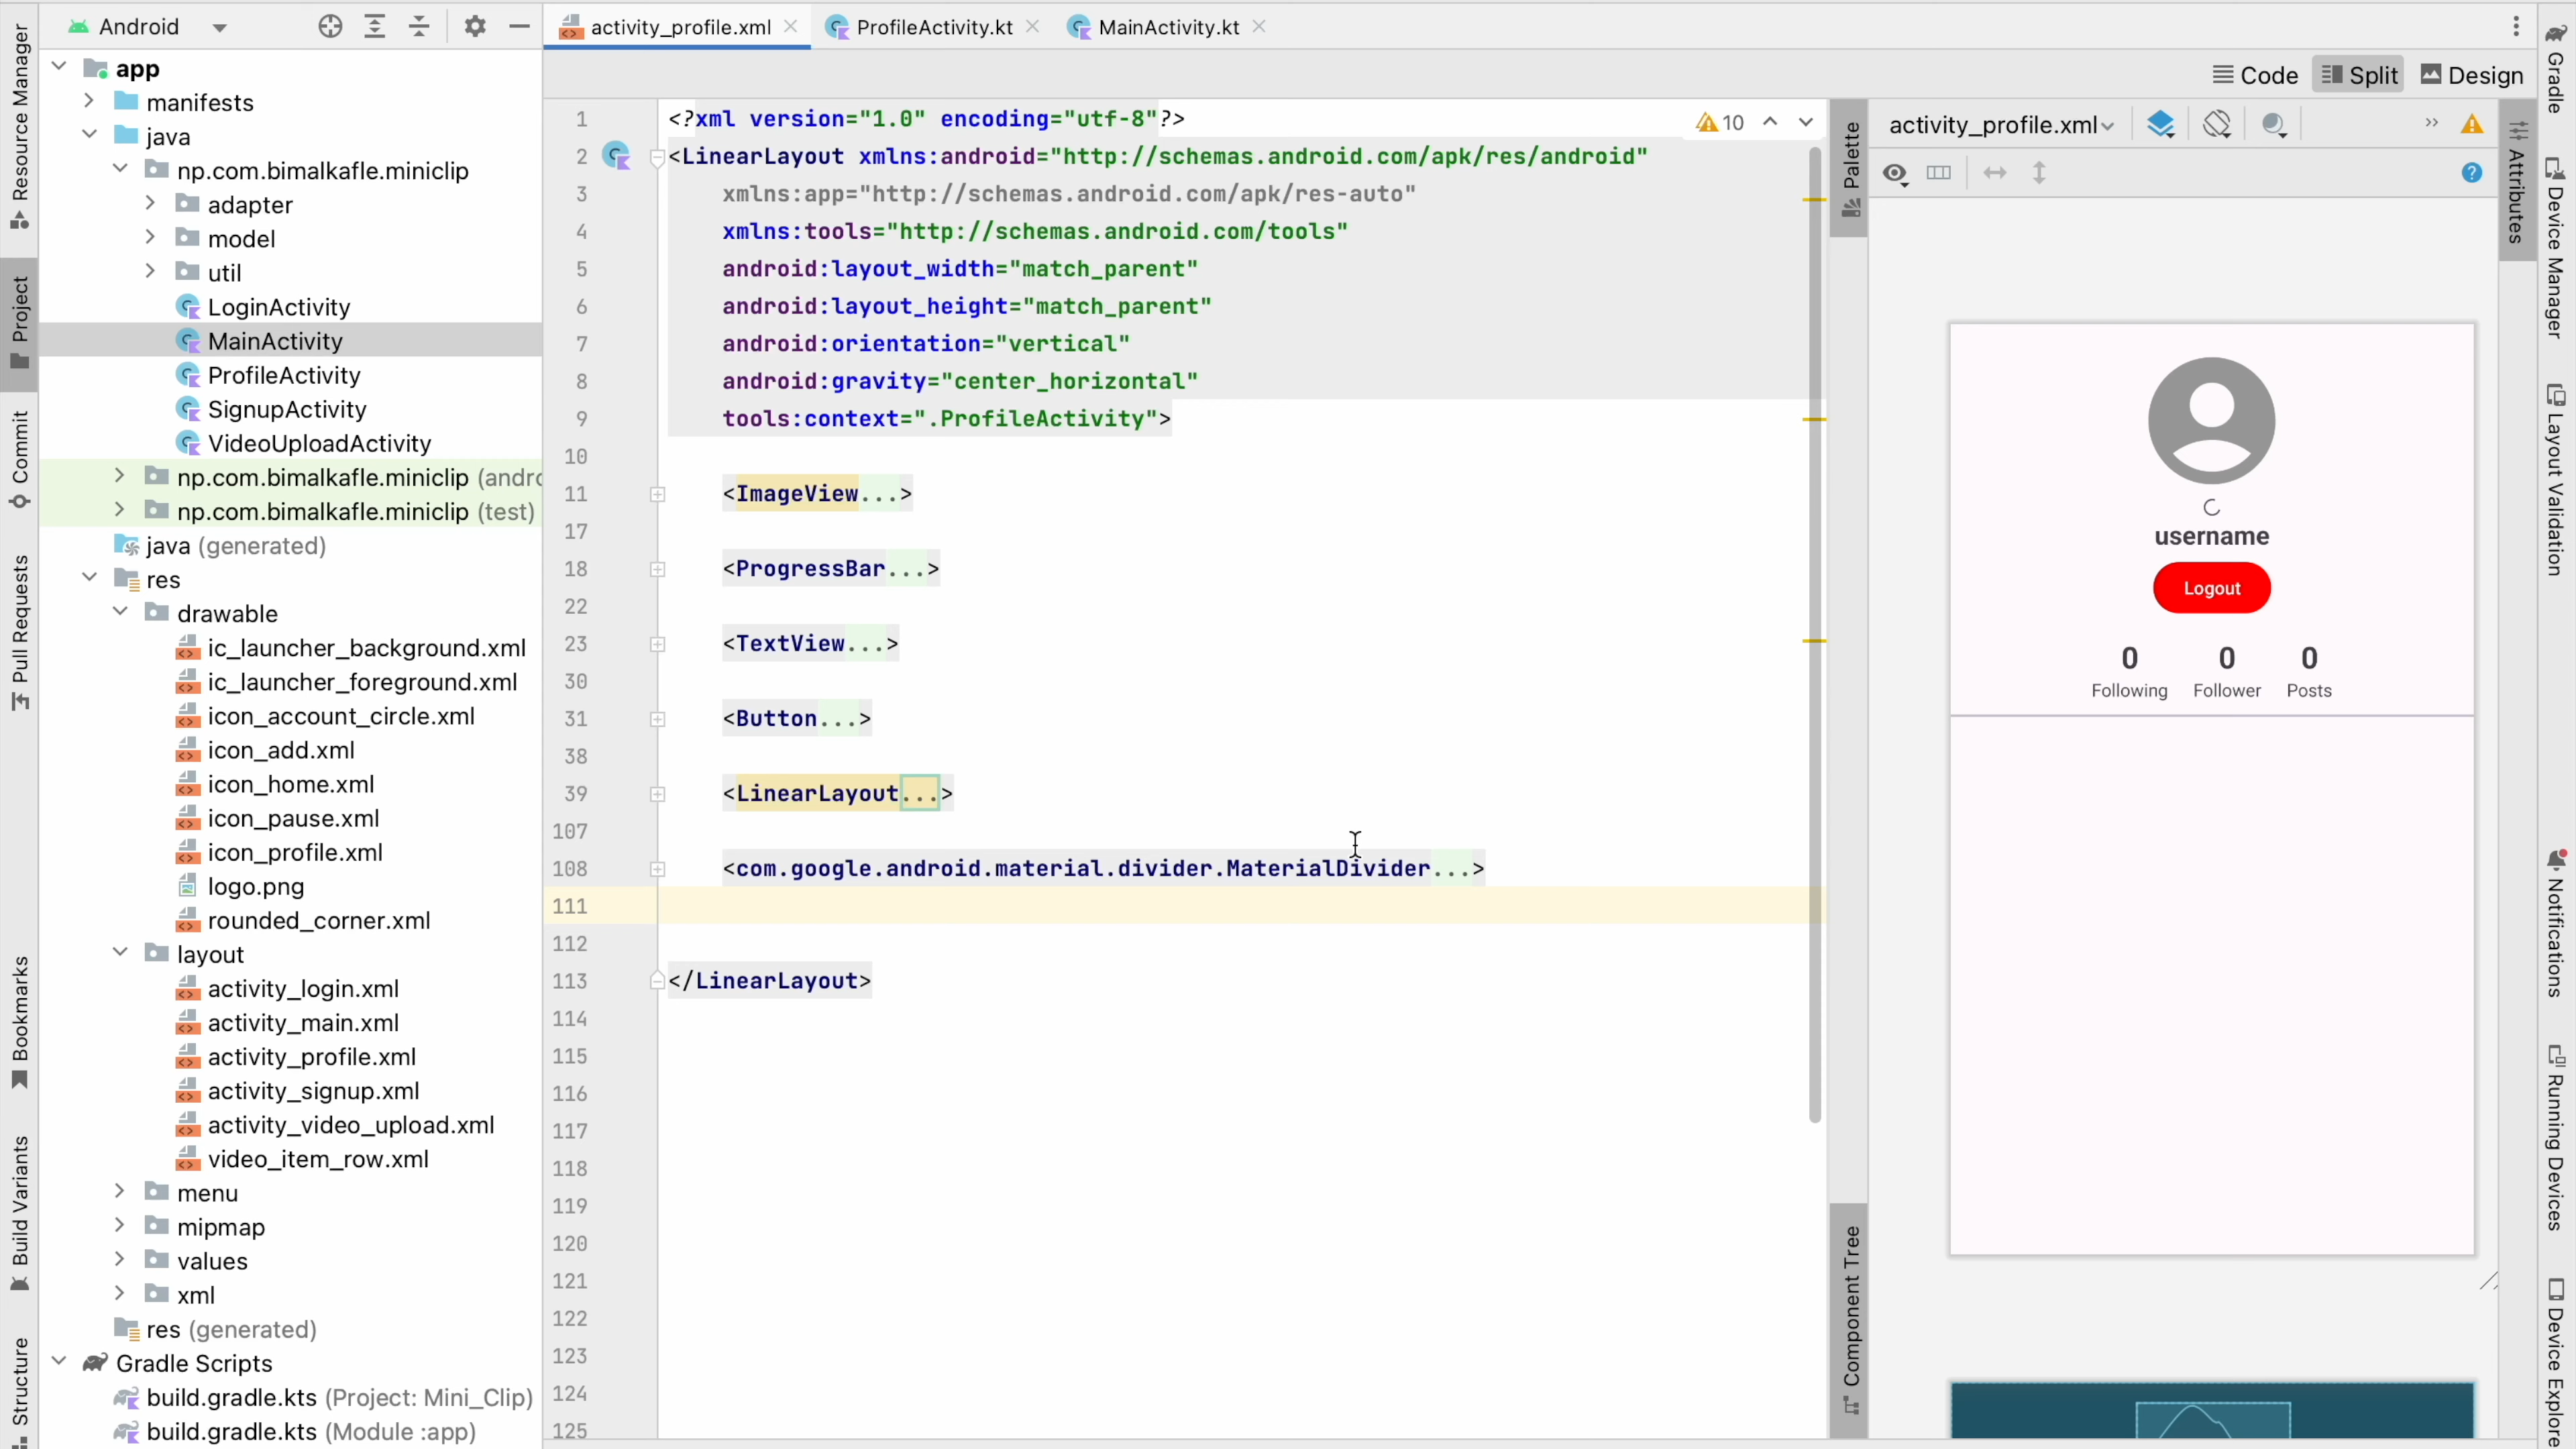 Android
activity_profile.xml
ProfileActivity.kt
MainActivity.kt
Code
Split
Design
Resource Manager
Project
Commit
Pull Requests
Bookmarks
Build Variants
Structure
app
manifests
java
np.com.bimalkafle.miniclip
adapter
model
util
LoginActivity
MainActivity
ProfileActivity
SignupActivity
VideoUploadActivity
np.com.bimalkafle.miniclip (andro
np.com.bimalkafle.miniclip (test)
java (generated)
res
drawable
ic_launcher_background.xml
ic_launcher_foreground.xml
icon_account_circle.xml
icon_add.xml
icon_home.xml
icon_pause.xml
icon_profile.xml
logo.png
rounded_corner.xml
layout
activity_login.xml
activity_main.xml
activity_profile.xml
activity_signup.xml
activity_video_upload.xml
video_item_row.xml
menu
mipmap
values
xml
res (generated)
Gradle Scripts
build.gradle.kts (Project: Mini_Clip)
build.gradle.kts (Module :app)
10
1 <?xml version="1.0" encoding="utf-8"?>
2 <LinearLayout xmlns:android="http://schemas.android.com/apk/res/android"
3 xmlns:app="http://schemas.android.com/apk/res-auto"
4 xmlns:tools="http://schemas.android.com/tools"
5 android:layout_width="match_parent"
6 android:layout_height="match_parent"
7 android:orientation="vertical"
8 android:gravity="center_horizontal"
9 tools:context=".ProfileActivity">
10
11 <ImageView...>
17
18 <ProgressBar...>
22
23 <TextView...>
30
31 <Button...>
38
39 <LinearLayout...>
107
108 <com.google.android.material.divider.MaterialDivider...>
111
112
113 </LinearLayout>
114
115
116
117
118
119
120
121
122
123
124
125
Palette
Component Tree
activity_profile.xml
username
Logout
0 0 0
Following Follower Posts
Attributes
Gradle
Device Manager
Layout Validation
Notifications
Running Devices
Device Explore